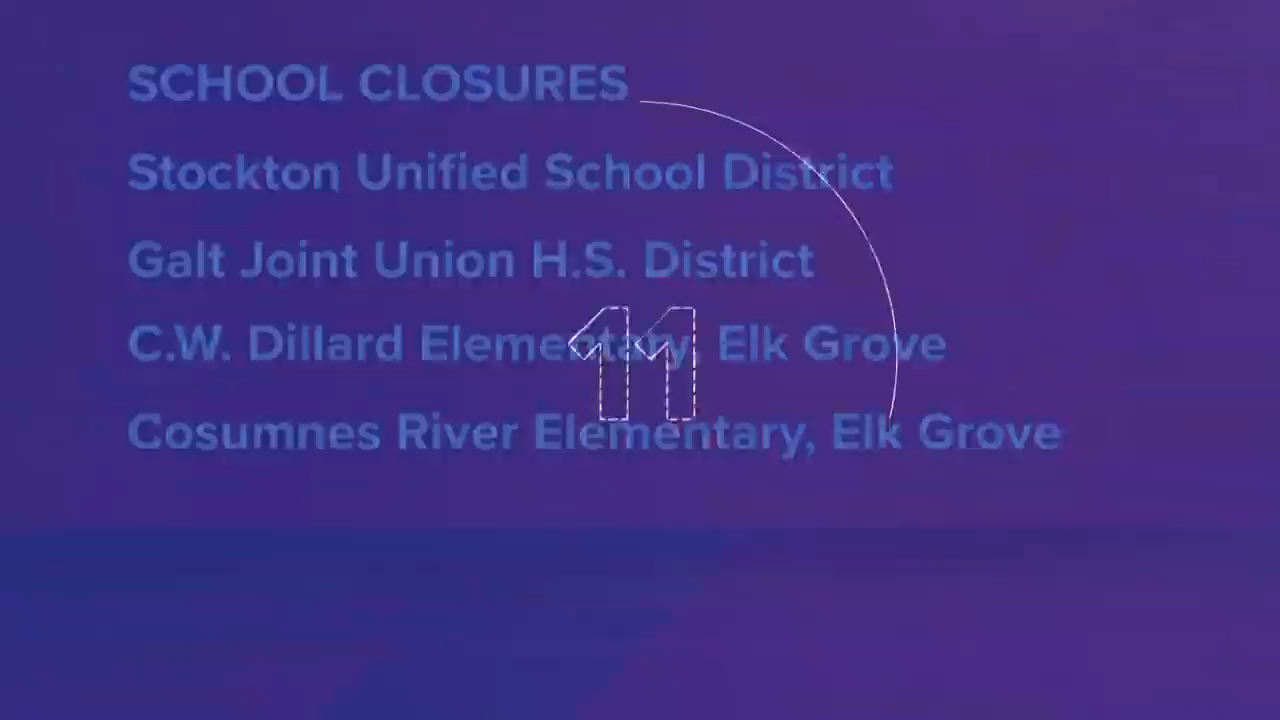 SCHOOL CLOSURES
Stockton Unified School District
Galt Joint Union H.S. District
C.W. Dillard Elementary, Elk Grove
11
Cosumnes River Elementary, Elk Grove